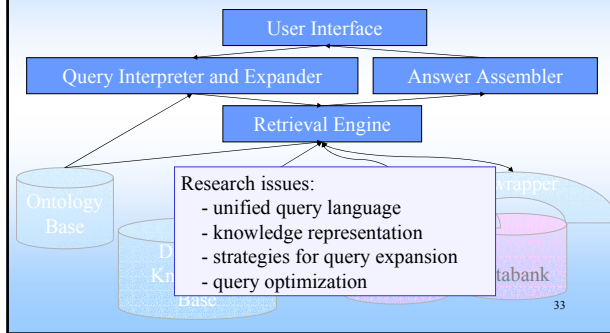 User Interface
Query Interpreter and Expander
Answer Assembler
Retrieval Engine
Research issues:
- unified query language
- knowledge representation
- strategies for query expansion
- query optimization
Ontology
Base
Base
33